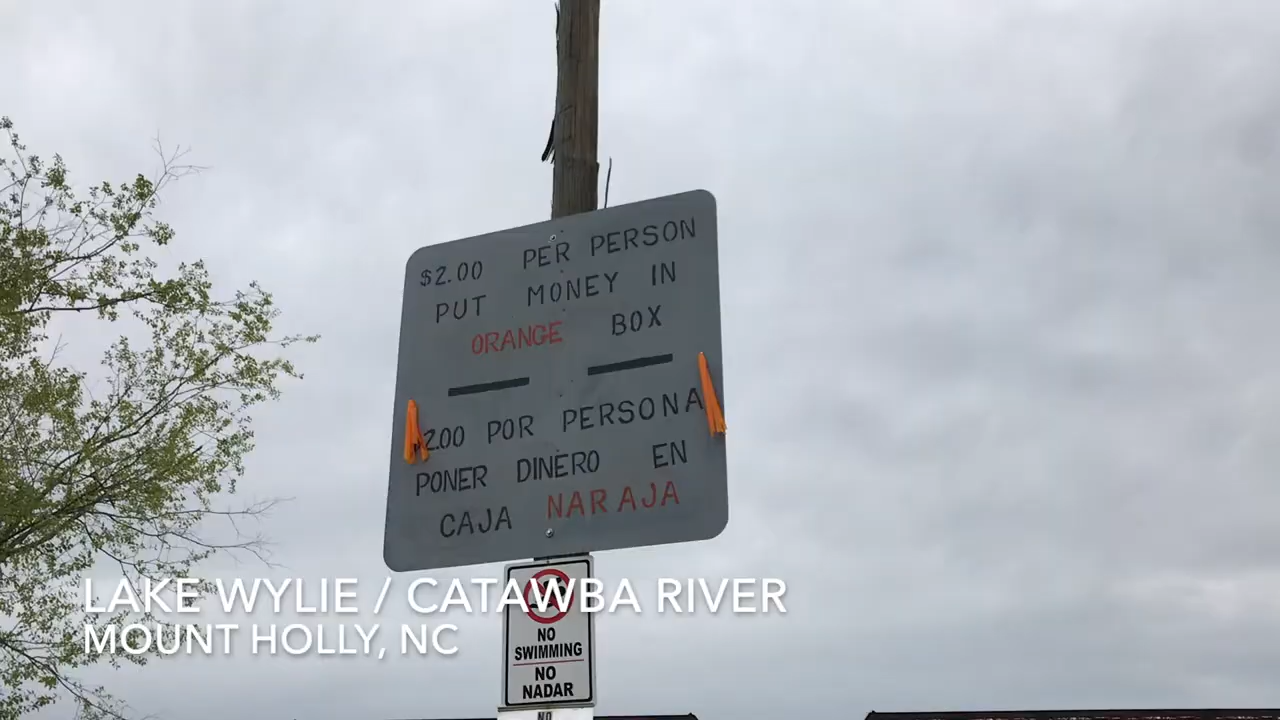 $2.00 PER PERSON
PUT MONEY IN
ORANGE BOX
2.00 POR PERSONA
PONER DINERO EN
CAJA NARAJA
LAKE WYLIE / CATAWBA RIVER
MOUNT HOLLY, NC
NO
SWIMMING
NO
NADAR
NO